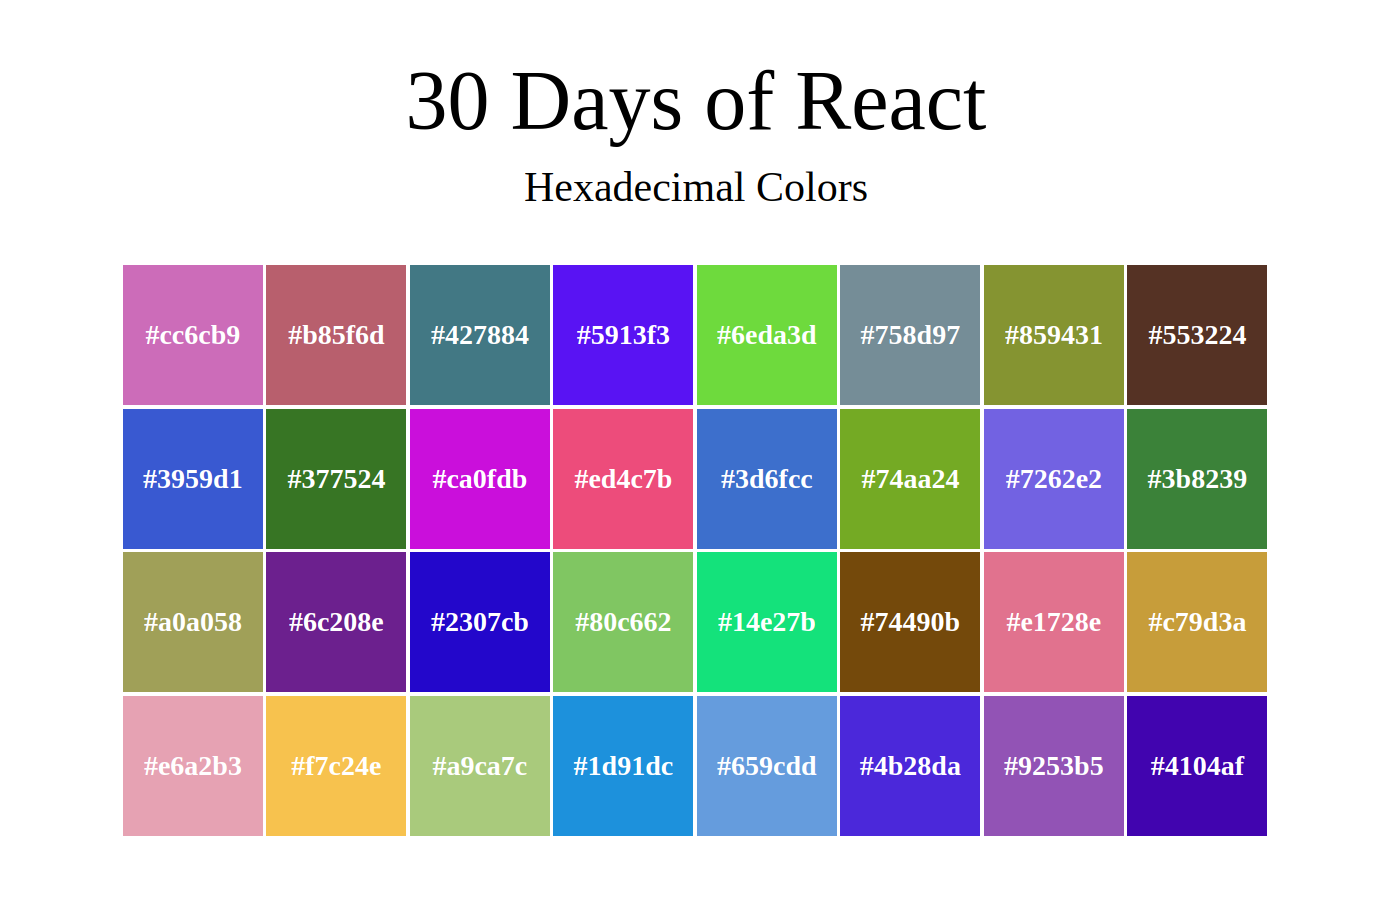 30 Days of React
Hexadecimal Colors
#cc6cb9 #b85f6d #427884 #5913f3 #6eda3d #758d97 #859431 #553224
#3959d1 #377524 #ca0fdb #ed4c7b #3d6fcc #74aa24 #7262e2 #3b8239
#a0a058 #6c208e #2307cb #80c662 #14e27b #74490b #e1728e #c79d3a
#e6a2b3 #f7c24e #a9ca7c #1d91dc #659cdd #4b28da #9253b5 #4104af